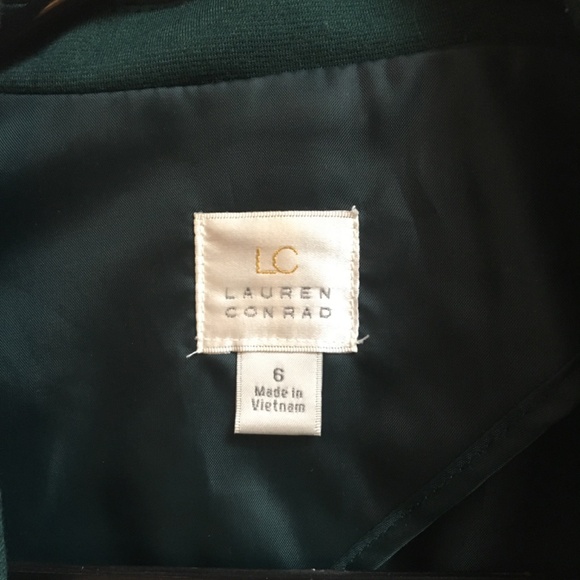 LC
LAUREN
CONRAD
6
Made in
Vietnam